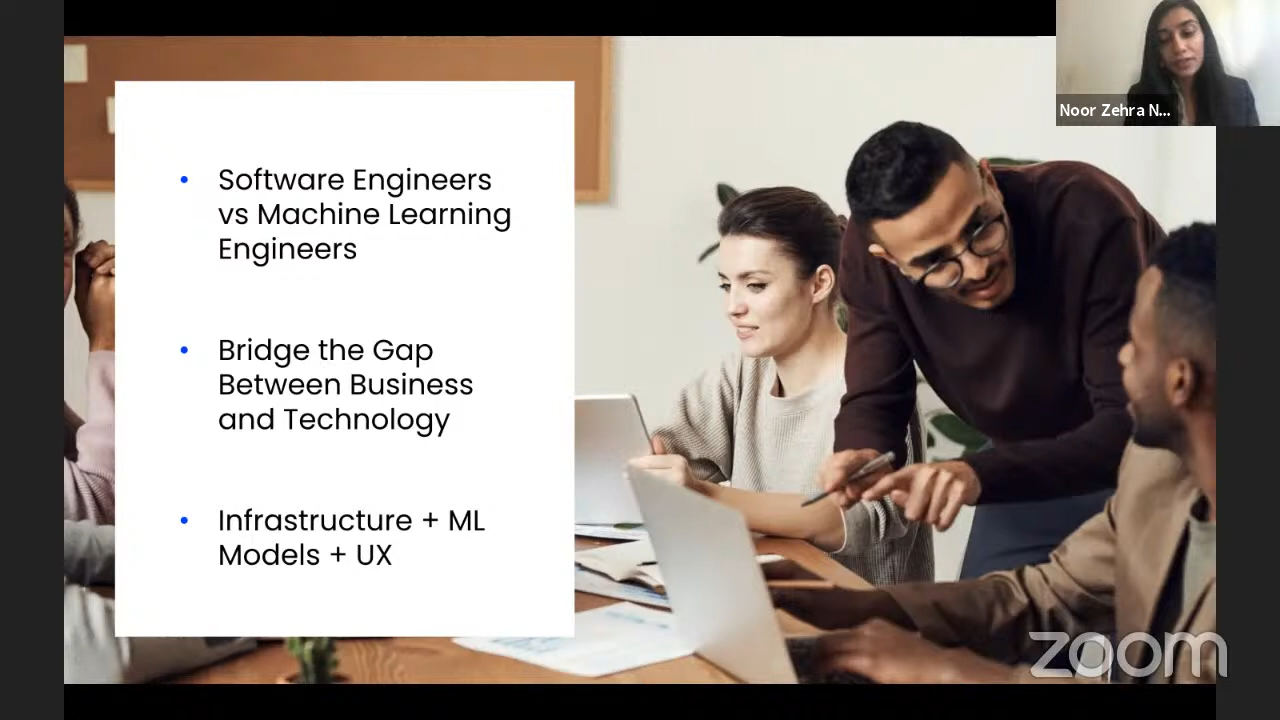 Noor Zehra N...
• Software Engineers
vs Machine Learning
Engineers
• Bridge the Gap
Between Business
and Technology
• Infrastructure + ML
Models + UX
zoom